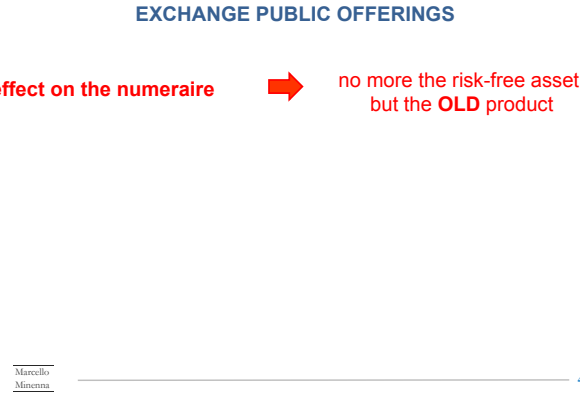 EXCHANGE PUBLIC OFFERINGS
effect on the numeraire
no more the risk-free asset
but the OLD product
Marcello
Minenna